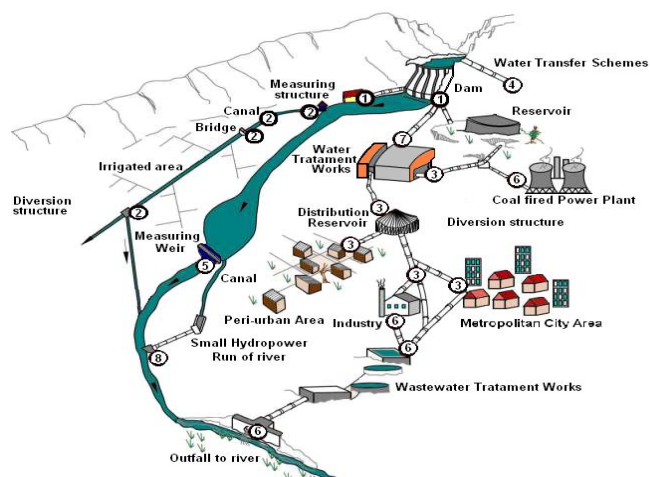 Water Transfer Schemes
4
Measuring
structure
1
Dam
1
Canal
2
Bridge
2
Reservoir
7
Water
Tratament
Works
3
6
Coal fired Power Plant
Irrigated area
Diversion
structure
2
3
Distribution
Reservoir
Diversion structure
3
Measuring
Weir
5
Canal
3
3
Peri-urban Area
Industry
6
Metropolitan City Area
Small Hydropower
Run of river
8
6
Wastewater Tratament Works
6
Outfall to river